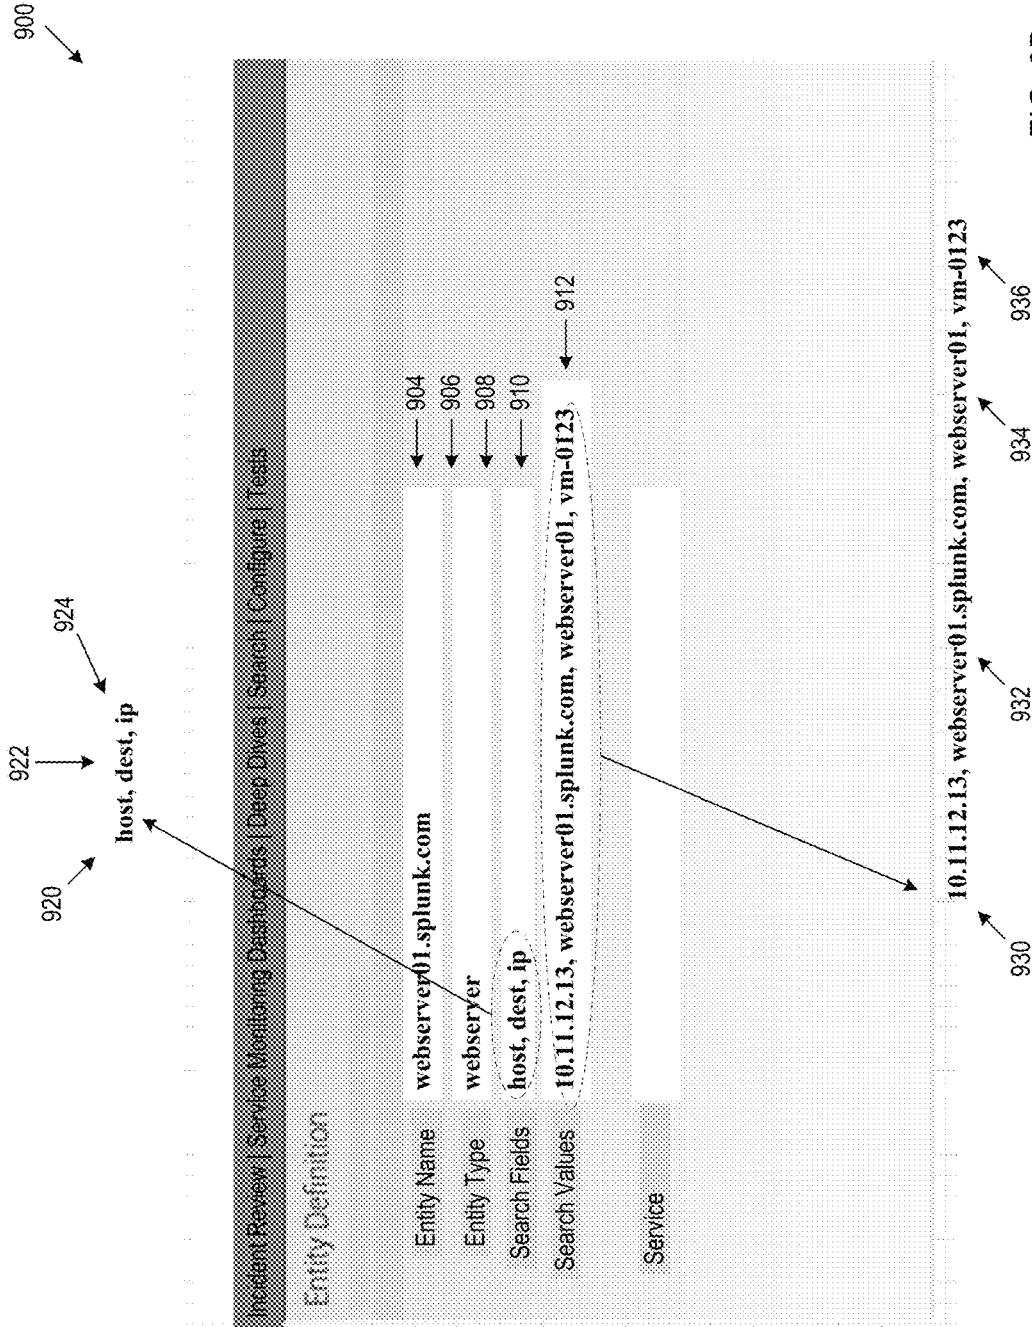 900
920
922
924
host, dest, ip
Incident Review | Service Monitoring Dashboards | Deep Dives | Search | Configure | Tests
Entity Definition
Entity Name
webserver01.splunk.com
904
906
Entity Type
webserver
908
Search Fields
host, dest, ip
910
Search Values
10.11.12.13, webserver01.splunk.com, webserver01, vm-0123
912
Service
10.11.12.13, webserver01.splunk.com, webserver01, vm-0123
930
932
934
936